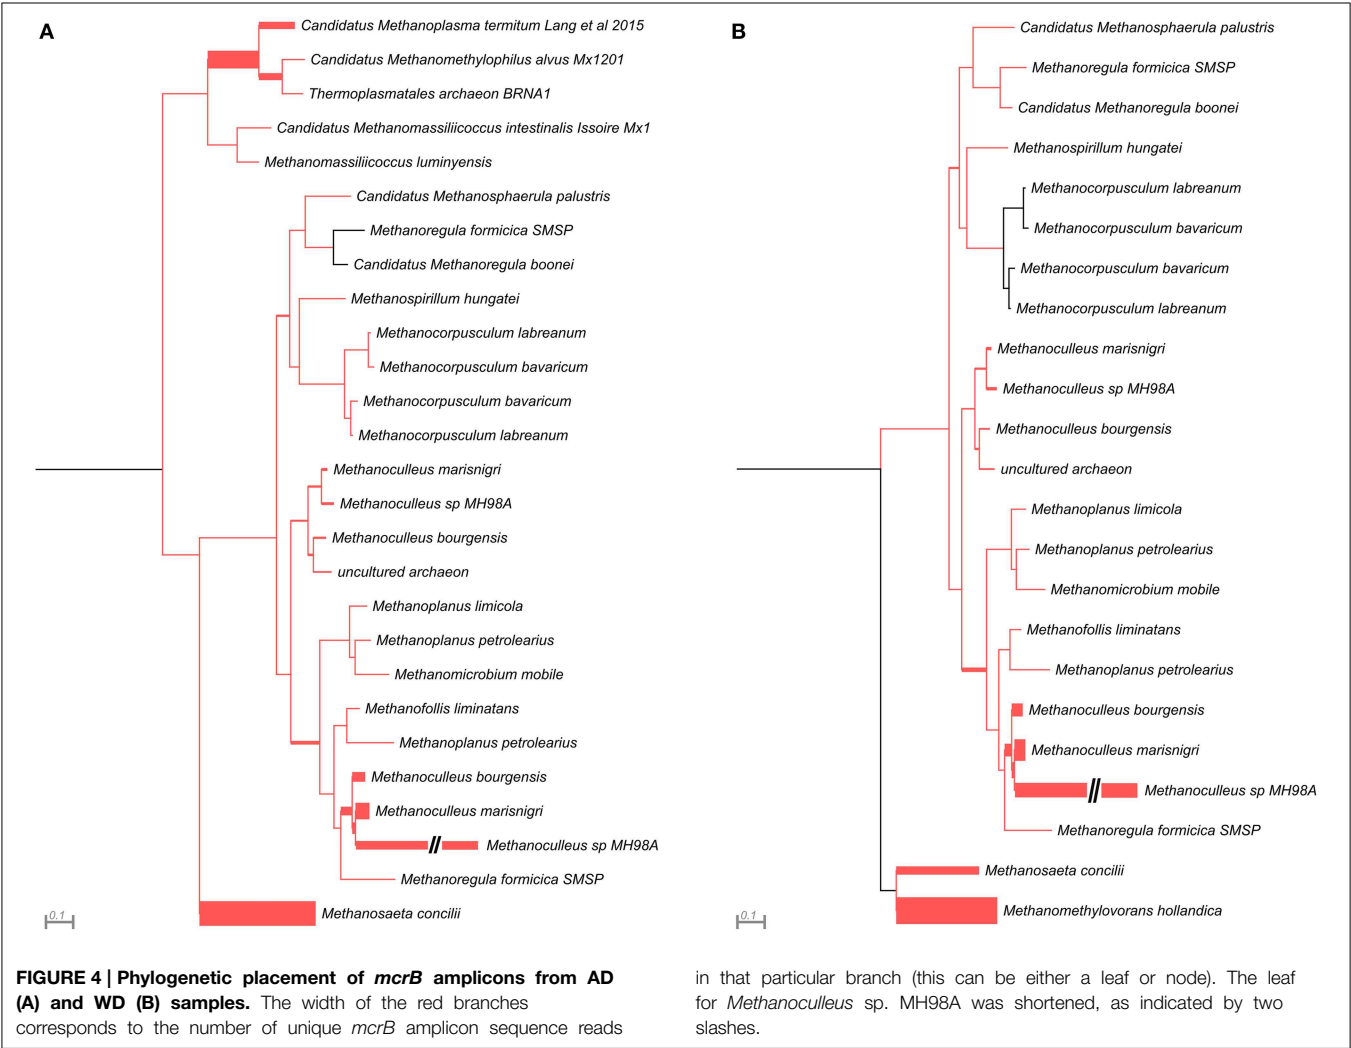 A
Candidatus Methanoplasma termitum Lang et al 2015
Candidatus Methanomethylophilus alvus Mx1201
Thermoplasmatales archaeon BRNA1
Candidatus Methanomassiliicoccus intestinalis Issoire Mx1
Methanomassiliicoccus luminyensis
Candidatus Methanosphaerula palustris
Methanoregula formicica SMSP
Candidatus Methanoregula boonei
Methanospirillum hungatei
Methanocorpusculum labreanum
Methanocorpusculum bavaricum
Methanocorpusculum bavaricum
Methanocorpusculum labreanum
Methanoculleus marisnigri
Methanoculleus sp MH98A
Methanoculleus bourgensis
uncultured archaeon
Methanoplanus limicola
Methanoplanus petrolearius
Methanomicrobium mobile
Methanofollis liminatans
Methanoplanus petrolearius
Methanoculleus bourgensis
Methanoculleus marisnigri
Methanoculleus sp MH98A
Methanoregula formicica SMSP
Methanosaeta concilii
0.1
B
Candidatus Methanosphaerula palustris
Methanoregula formicica SMSP
Candidatus Methanoregula boonei
Methanospirillum hungatei
Methanocorpusculum labreanum
Methanocorpusculum bavaricum
Methanocorpusculum bavaricum
Methanocorpusculum labreanum
Methanoculleus marisnigri
Methanoculleus sp MH98A
Methanoculleus bourgensis
uncultured archaeon
Methanoplanus limicola
Methanoplanus petrolearius
Methanomicrobium mobile
Methanofollis liminatans
Methanoplanus petrolearius
Methanoculleus bourgensis
Methanoculleus marisnigri
Methanoculleus sp MH98A
Methanoregula formicica SMSP
Methanosaeta concilii
Methanomethylovorans hollandica
0.1
FIGURE 4 | Phylogenetic placement of mcrB amplicons from AD
(A) and WD (B) samples. The width of the red branches
corresponds to the number of unique mcrB amplicon sequence reads
in that particular branch (this can be either a leaf or node). The leaf
for Methanoculleus sp. MH98A was shortened, as indicated by two
slashes.